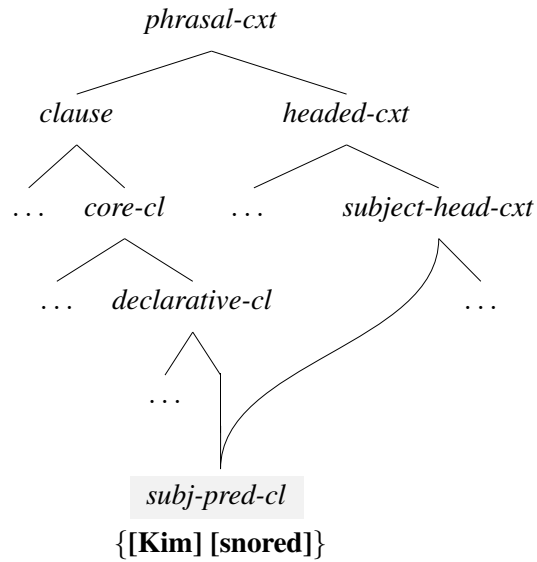 phrasal-cxt
clause headed-cxt
. . . core-cl . . . subject-head-cxt
. . . declarative-cl . . .
. . .
subj-pred-cl
{[Kim] [snored]}